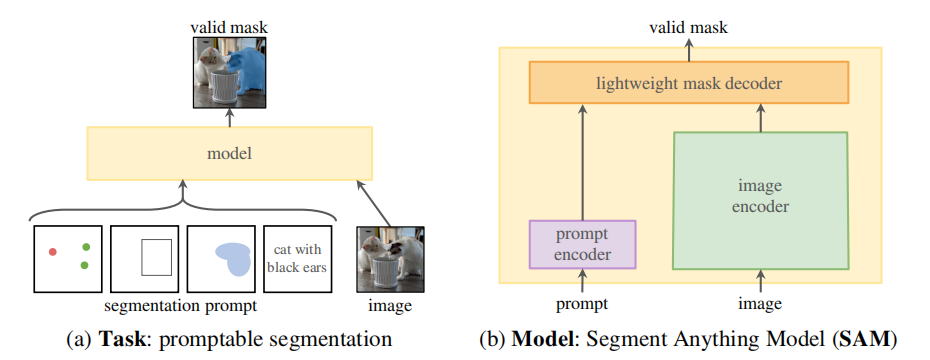 valid mask
model
cat with
black ears
segmentation prompt
image
(a) Task: promptable segmentation
valid mask
lightweight mask decoder
image
encoder
prompt
encoder
prompt
image
(b) Model: Segment Anything Model (SAM)